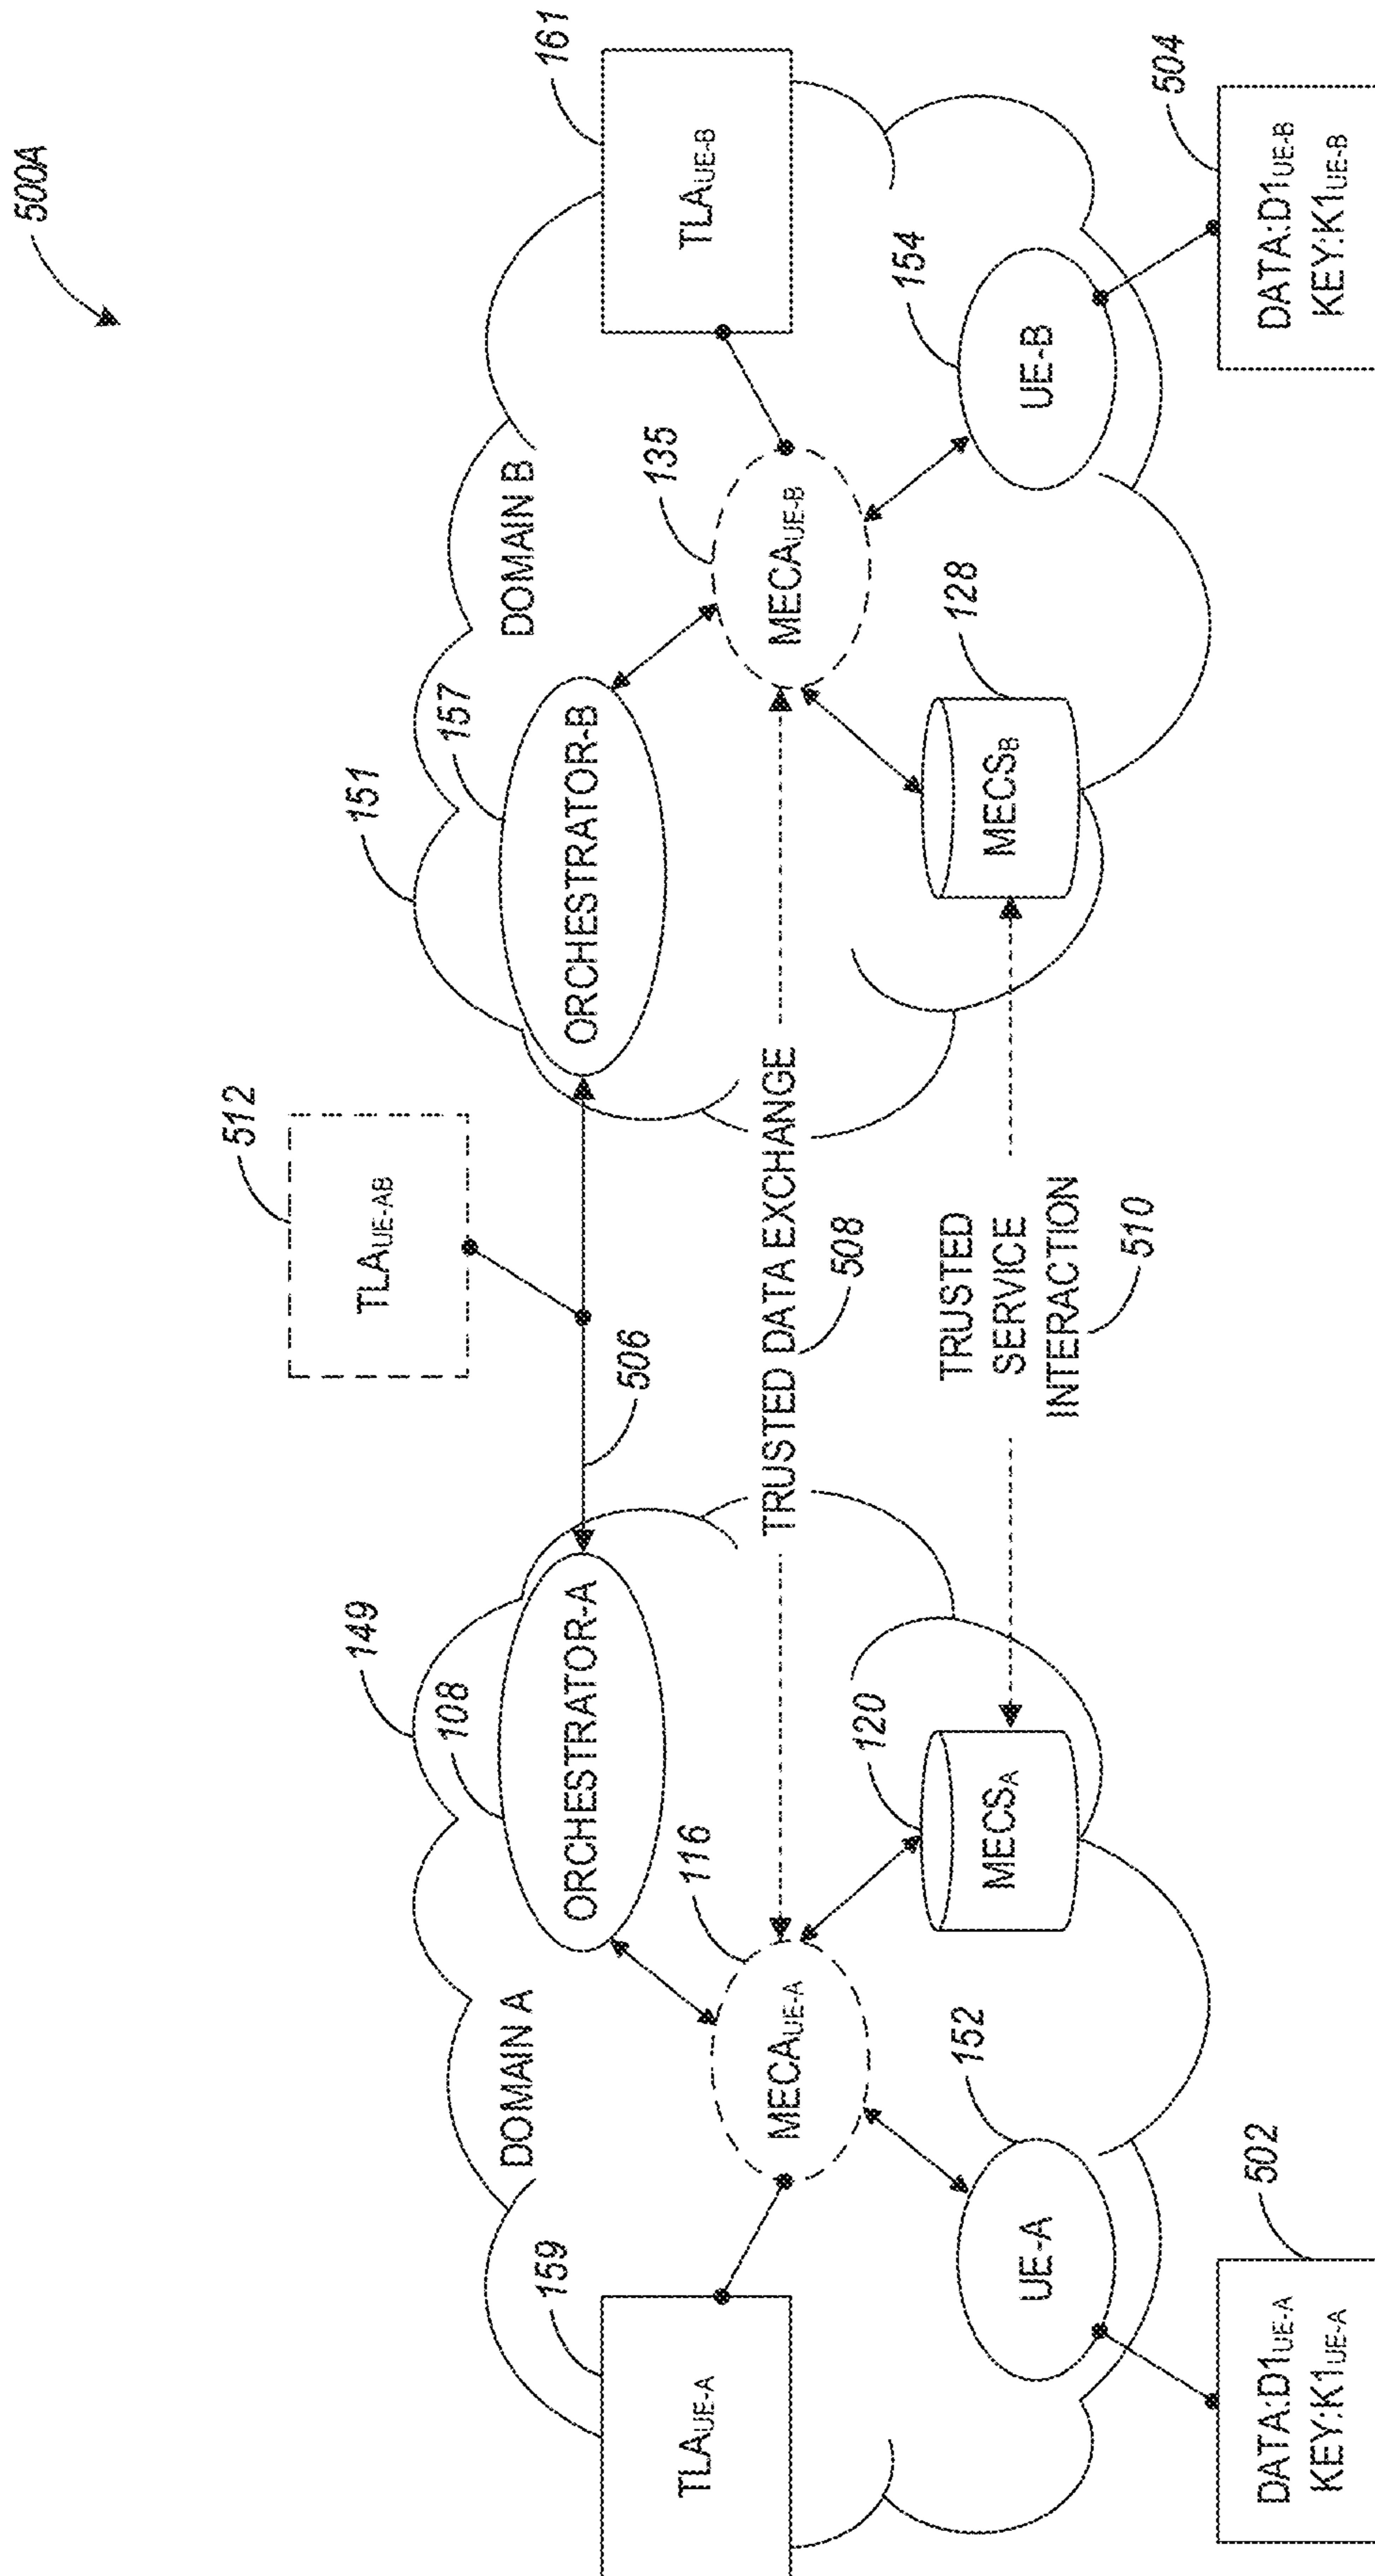 500A
512
TLAUE-AB
149
151
108
157
ORCHESTRATOR-A
ORCHESTRATOR-B
506
DOMAIN A
DOMAIN B
159
161
TLAUE-A
TLAUE-B
116
135
MECAUE-A
MECAUE-B
TRUSTED DATA EXCHANGE
508
152
120
128
154
UE-A
MECSA
MECSB
UE-B
TRUSTED
SERVICE
INTERACTION
510
502
DATA:D1UE-A
KEY:K1UE-A
504
DATA:D1UE-B
KEY:K1UE-B